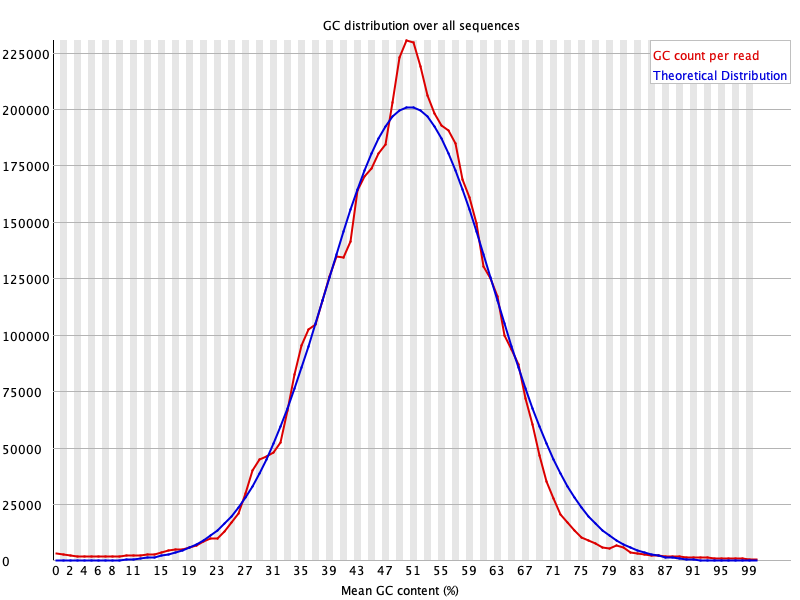 GC distribution over all sequences
GC count per read
Theoretical Distribution
225000
200000
175000
150000
125000
100000
75000
50000
25000
0
0 2 4 6 8 11 15 19 23 27 31 35 39 43 47 51 55 59 63 67 71 75 79 83 87 91 95 99
Mean GC content (%)